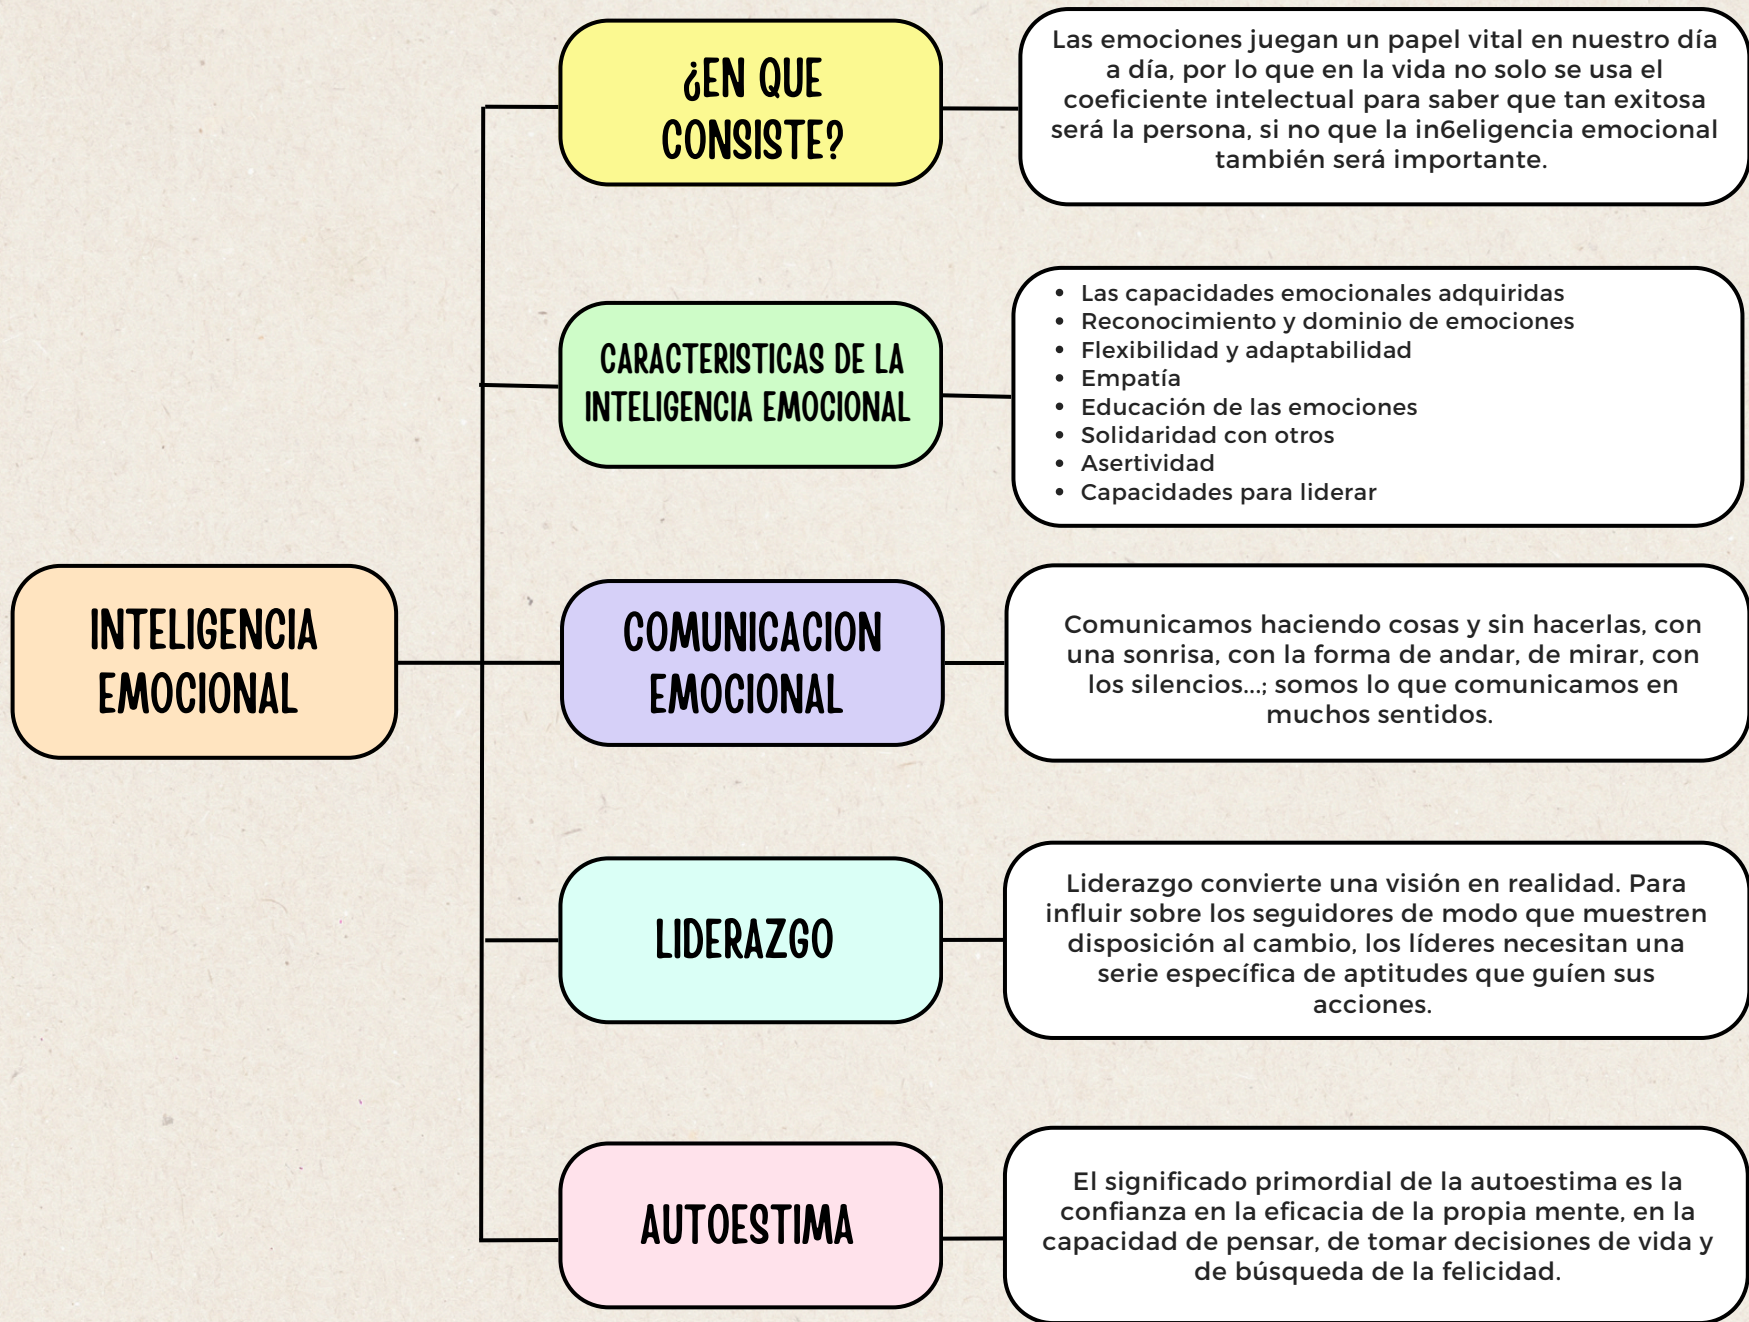 ¿EN QUE
CONSISTE?
Las emociones juegan un papel vital en nuestro día
a día, por lo que en la vida no solo se usa el
coeficiente intelectual para saber que tan exitosa
será la persona, si no que la in6eligencia emocional
también será importante.
CARACTERISTICAS DE LA
INTELIGENCIA EMOCIONAL
• Las capacidades emocionales adquiridas
• Reconocimiento y dominio de emociones
• Flexibilidad y adaptabilidad
• Empatía
• Educación de las emociones
• Solidaridad con otros
• Asertividad
• Capacidades para liderar
INTELIGENCIA
EMOCIONAL
COMUNICACION
EMOCIONAL
Comunicamos haciendo cosas y sin hacerlas, con
una sonrisa, con la forma de andar, de mirar, con
los silencios...; somos lo que comunicamos en
muchos sentidos.
LIDERAZGO
Liderazgo convierte una visión en realidad. Para
influir sobre los seguidores de modo que muestren
disposición al cambio, los líderes necesitan una
serie específica de aptitudes que guíen sus
acciones.
AUTOESTIMA
El significado primordial de la autoestima es la
confianza en la eficacia de la propia mente, en la
capacidad de pensar, de tomar decisiones de vida y
de búsqueda de la felicidad.